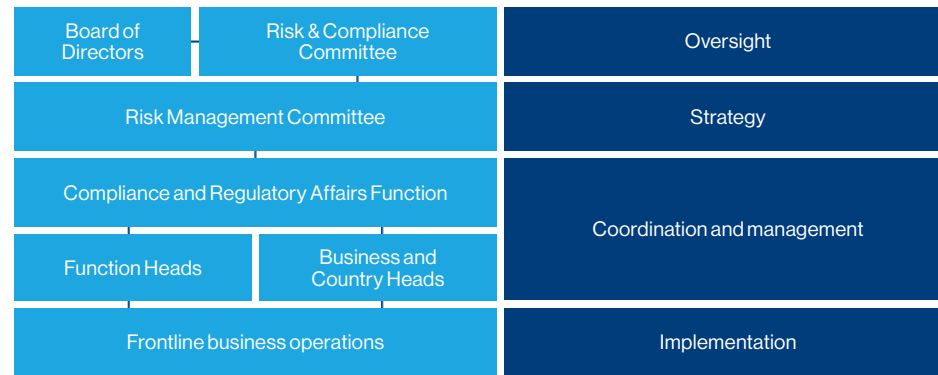 Board of
Directors
Risk & Compliance
Committee
Oversight
Risk Management Committee
Strategy
Compliance and Regulatory Affairs Function
Coordination and management
Function Heads
Business and
Country Heads
Frontline business operations
Implementation